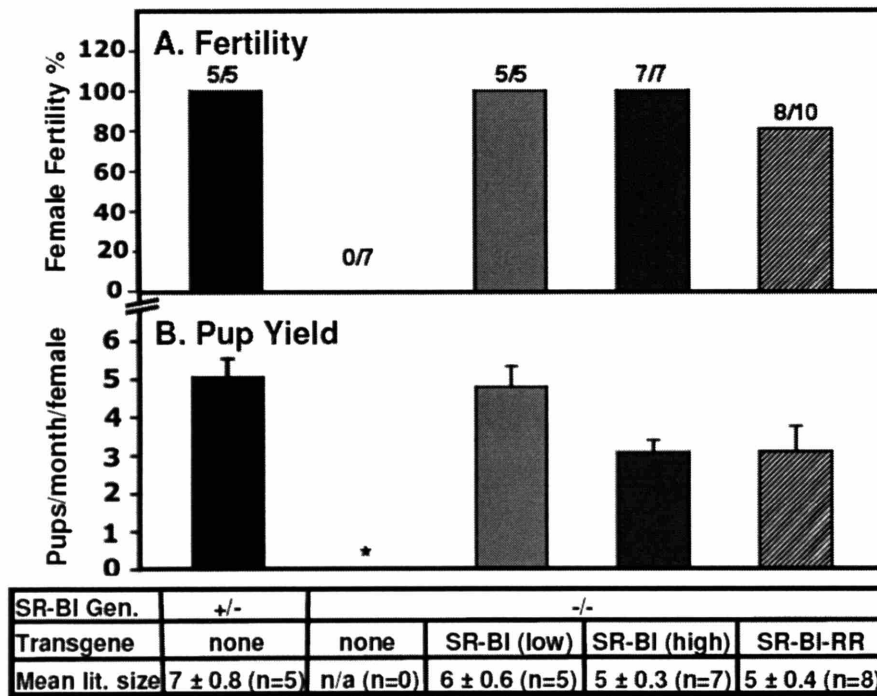 A. Fertility
Female Fertility %
120
100
80
60
40
20
0
5/5
0/7
5/5
7/7
8/10
B. Pup Yield
Pups/month/female
6
5
4
3
2
1
0
*
SR-BI Gen. +/- -/-
Transgene none none SR-BI (low) SR-BI (high) SR-BI-RR
Mean lit. size 7 ± 0.8 (n=5) n/a (n=0) 6 ± 0.6 (n=5) 5 ± 0.3 (n=7) 5 ± 0.4 (n=8)